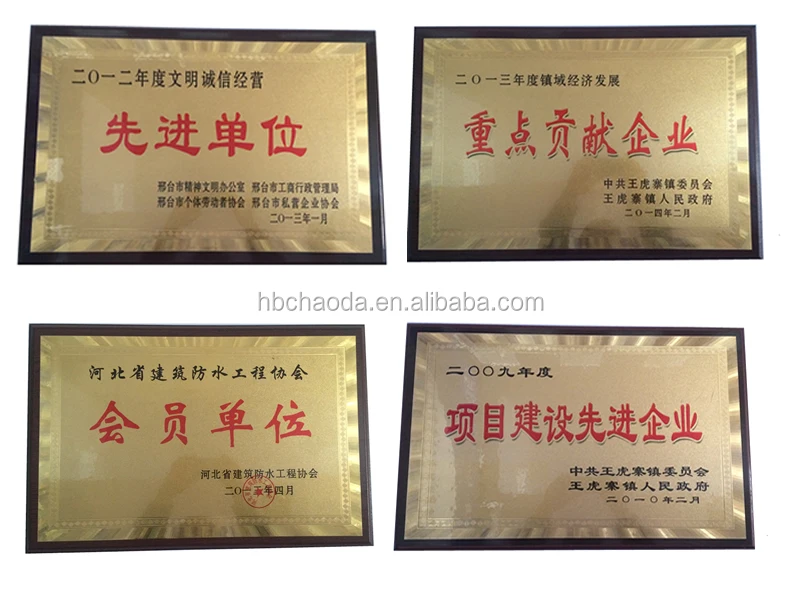 二〇一二年度文明诚信经营
先进单位
邢台市精神文明办公室 邢台市工商行政管理局
邢台市个体劳动者协会 邢台市私营企业协会
二〇一三年一月
二〇一三年度镇域经济发展
重点贡献企业
中共王虎寨镇委员会
王虎寨镇人民政府
二〇一四年二月
hbchaoda.en.alibaba.com
河北省建筑防水工程协会
会员单位
河北省建筑防水工程协会
二〇〇九年度
项目建设先进企业
中共王虎寨镇委员会
王虎寨镇人民政府
二〇一〇年二月